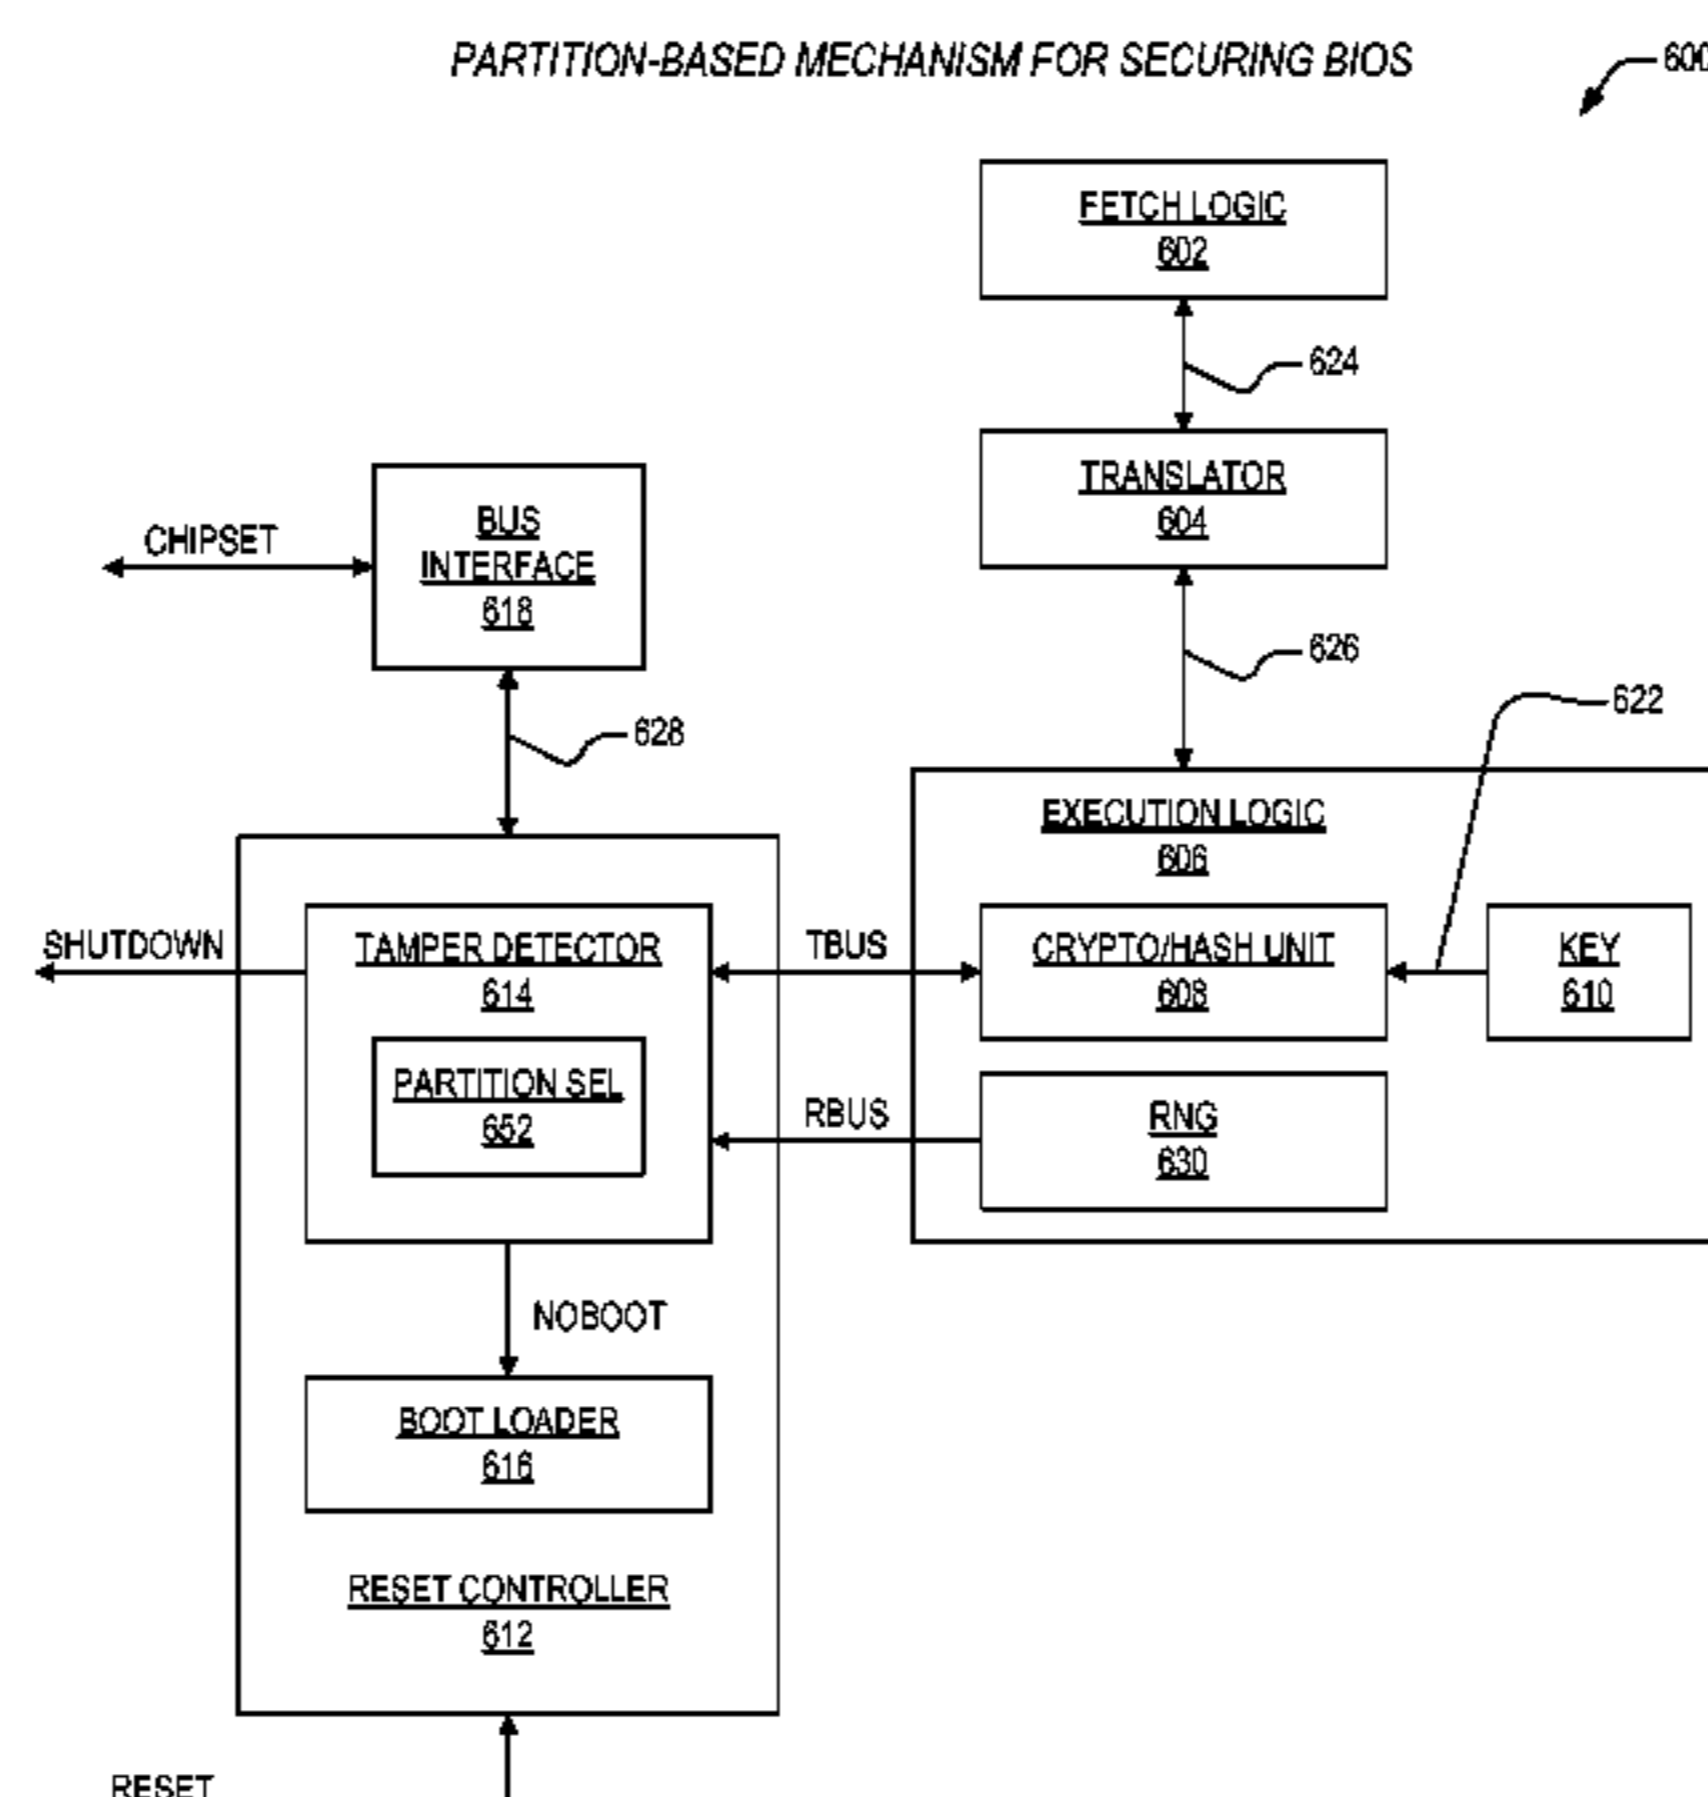 PARTITION-BASED MECHANISM FOR SECURING BIOS
600
FETCH LOGIC
602
624
TRANSLATOR
604
CHIPSET
BUS
INTERFACE
618
626
622
628
EXECUTION LOGIC
606
SHUTDOWN
TAMPER DETECTOR
614
TBUS
CRYPTO/HASH UNIT
608
KEY
610
PARTITION SEL
652
RBUS
RNG
630
NOBOOT
BOOT LOADER
616
RESET CONTROLLER
612
RESET